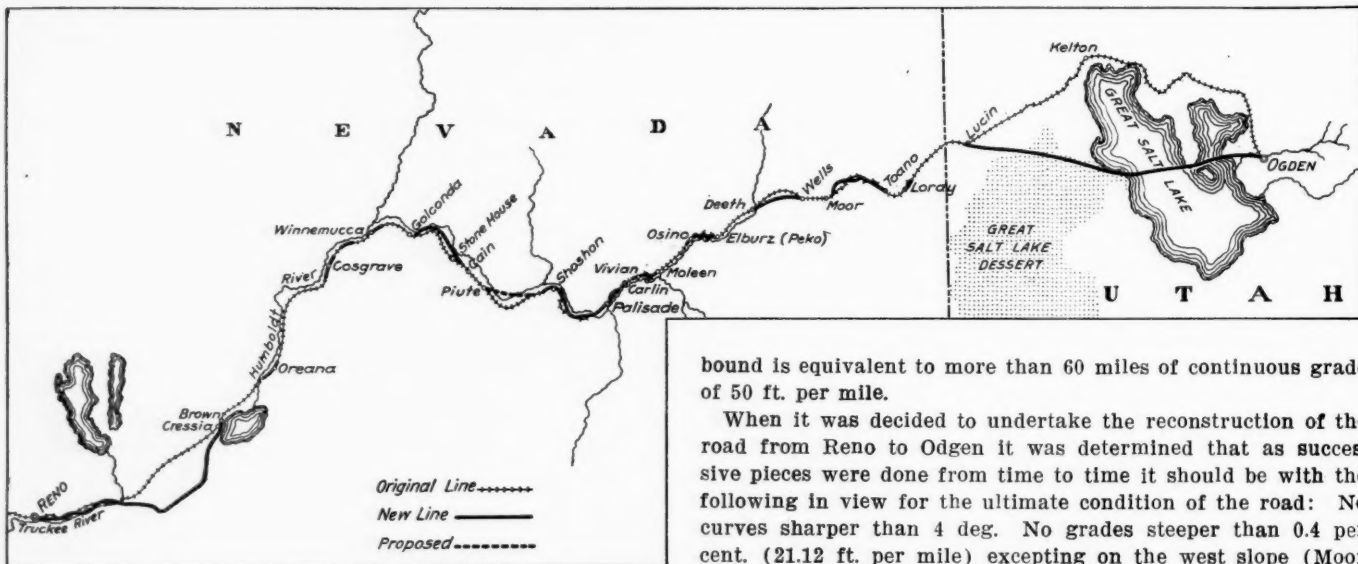 N E V A D A
Kelton
Lucin
GREAT SALT LAKE
OGDEN
Toano
Loray
Wells
Moor
Deeth
Osino
Elburz (Peko)
GREAT
SALT LAKE
DESSERT
U T A H
Golconda
Stone House
Cain
Winnemucca
Shoshon
Vivian
Moleen
Carlin
Palisade
Piute
River
Cosgrave
Humboldt
Oreana
Brown
Cressia
RENO
Truckee River
Original Line
New Line
Proposed
bound is equivalent to more than 60 miles of continuous grad
of 50 ft. per mile.
When it was decided to undertake the reconstruction of th
road from Reno to Odgen it was determined that as succes
sive pieces were done from time to time it should be with th
following in view for the ultimate condition of the road: N
curves sharper than 4 deg. No grades steeper than 0.4 per
cent. (21.12 ft. per mile) excepting on the west slope (Moor